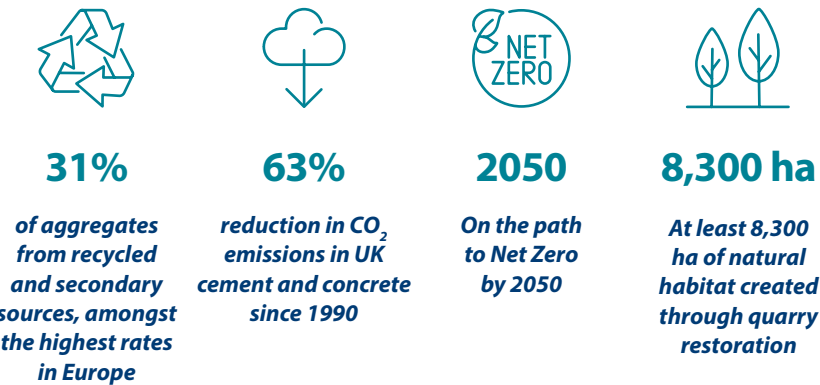 NET
ZERO
31%
of aggregates
from recycled
and secondary
sources, amongst
the highest rates
in Europe
63%
reduction in CO₂
emissions in UK
cement and concrete
since 1990
2050
On the path
to Net Zero
by 2050
8,300 ha
At least 8,300
ha of natural
habitat created
through quarry
restoration